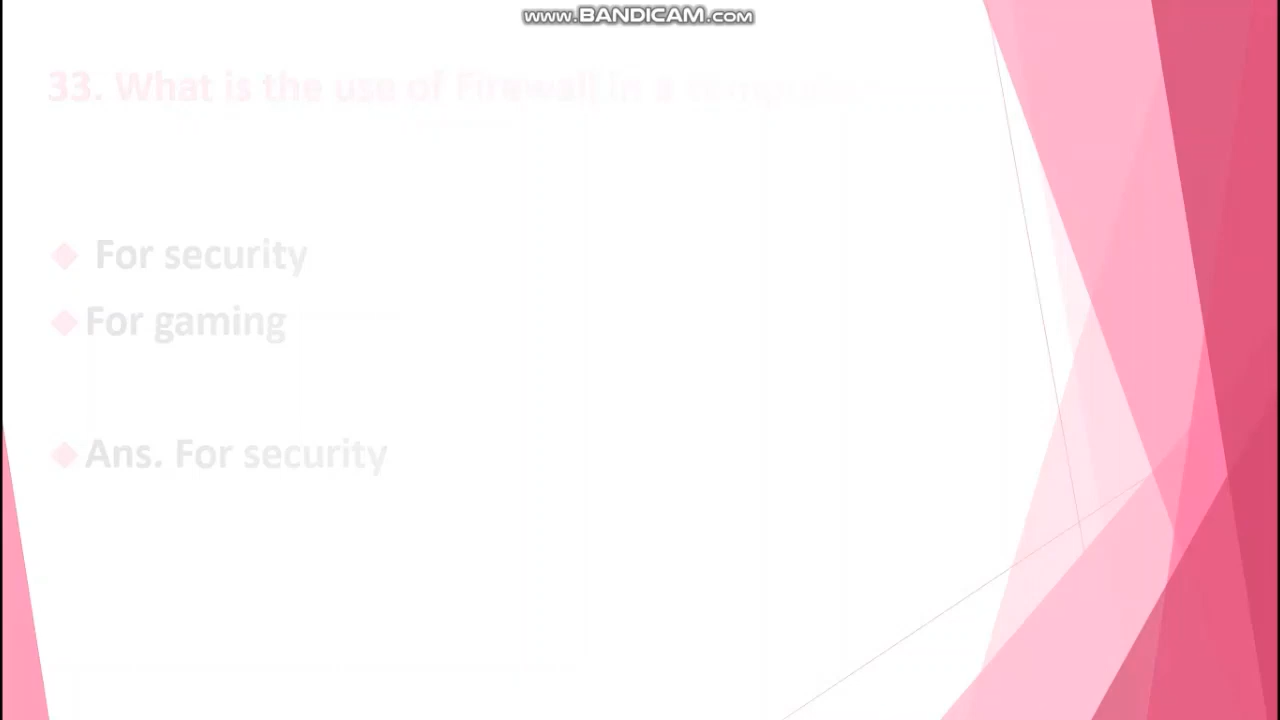 www.BANDICAM.com
33. What is the use of Firewall in a
For security
For gaming
Ans. For security